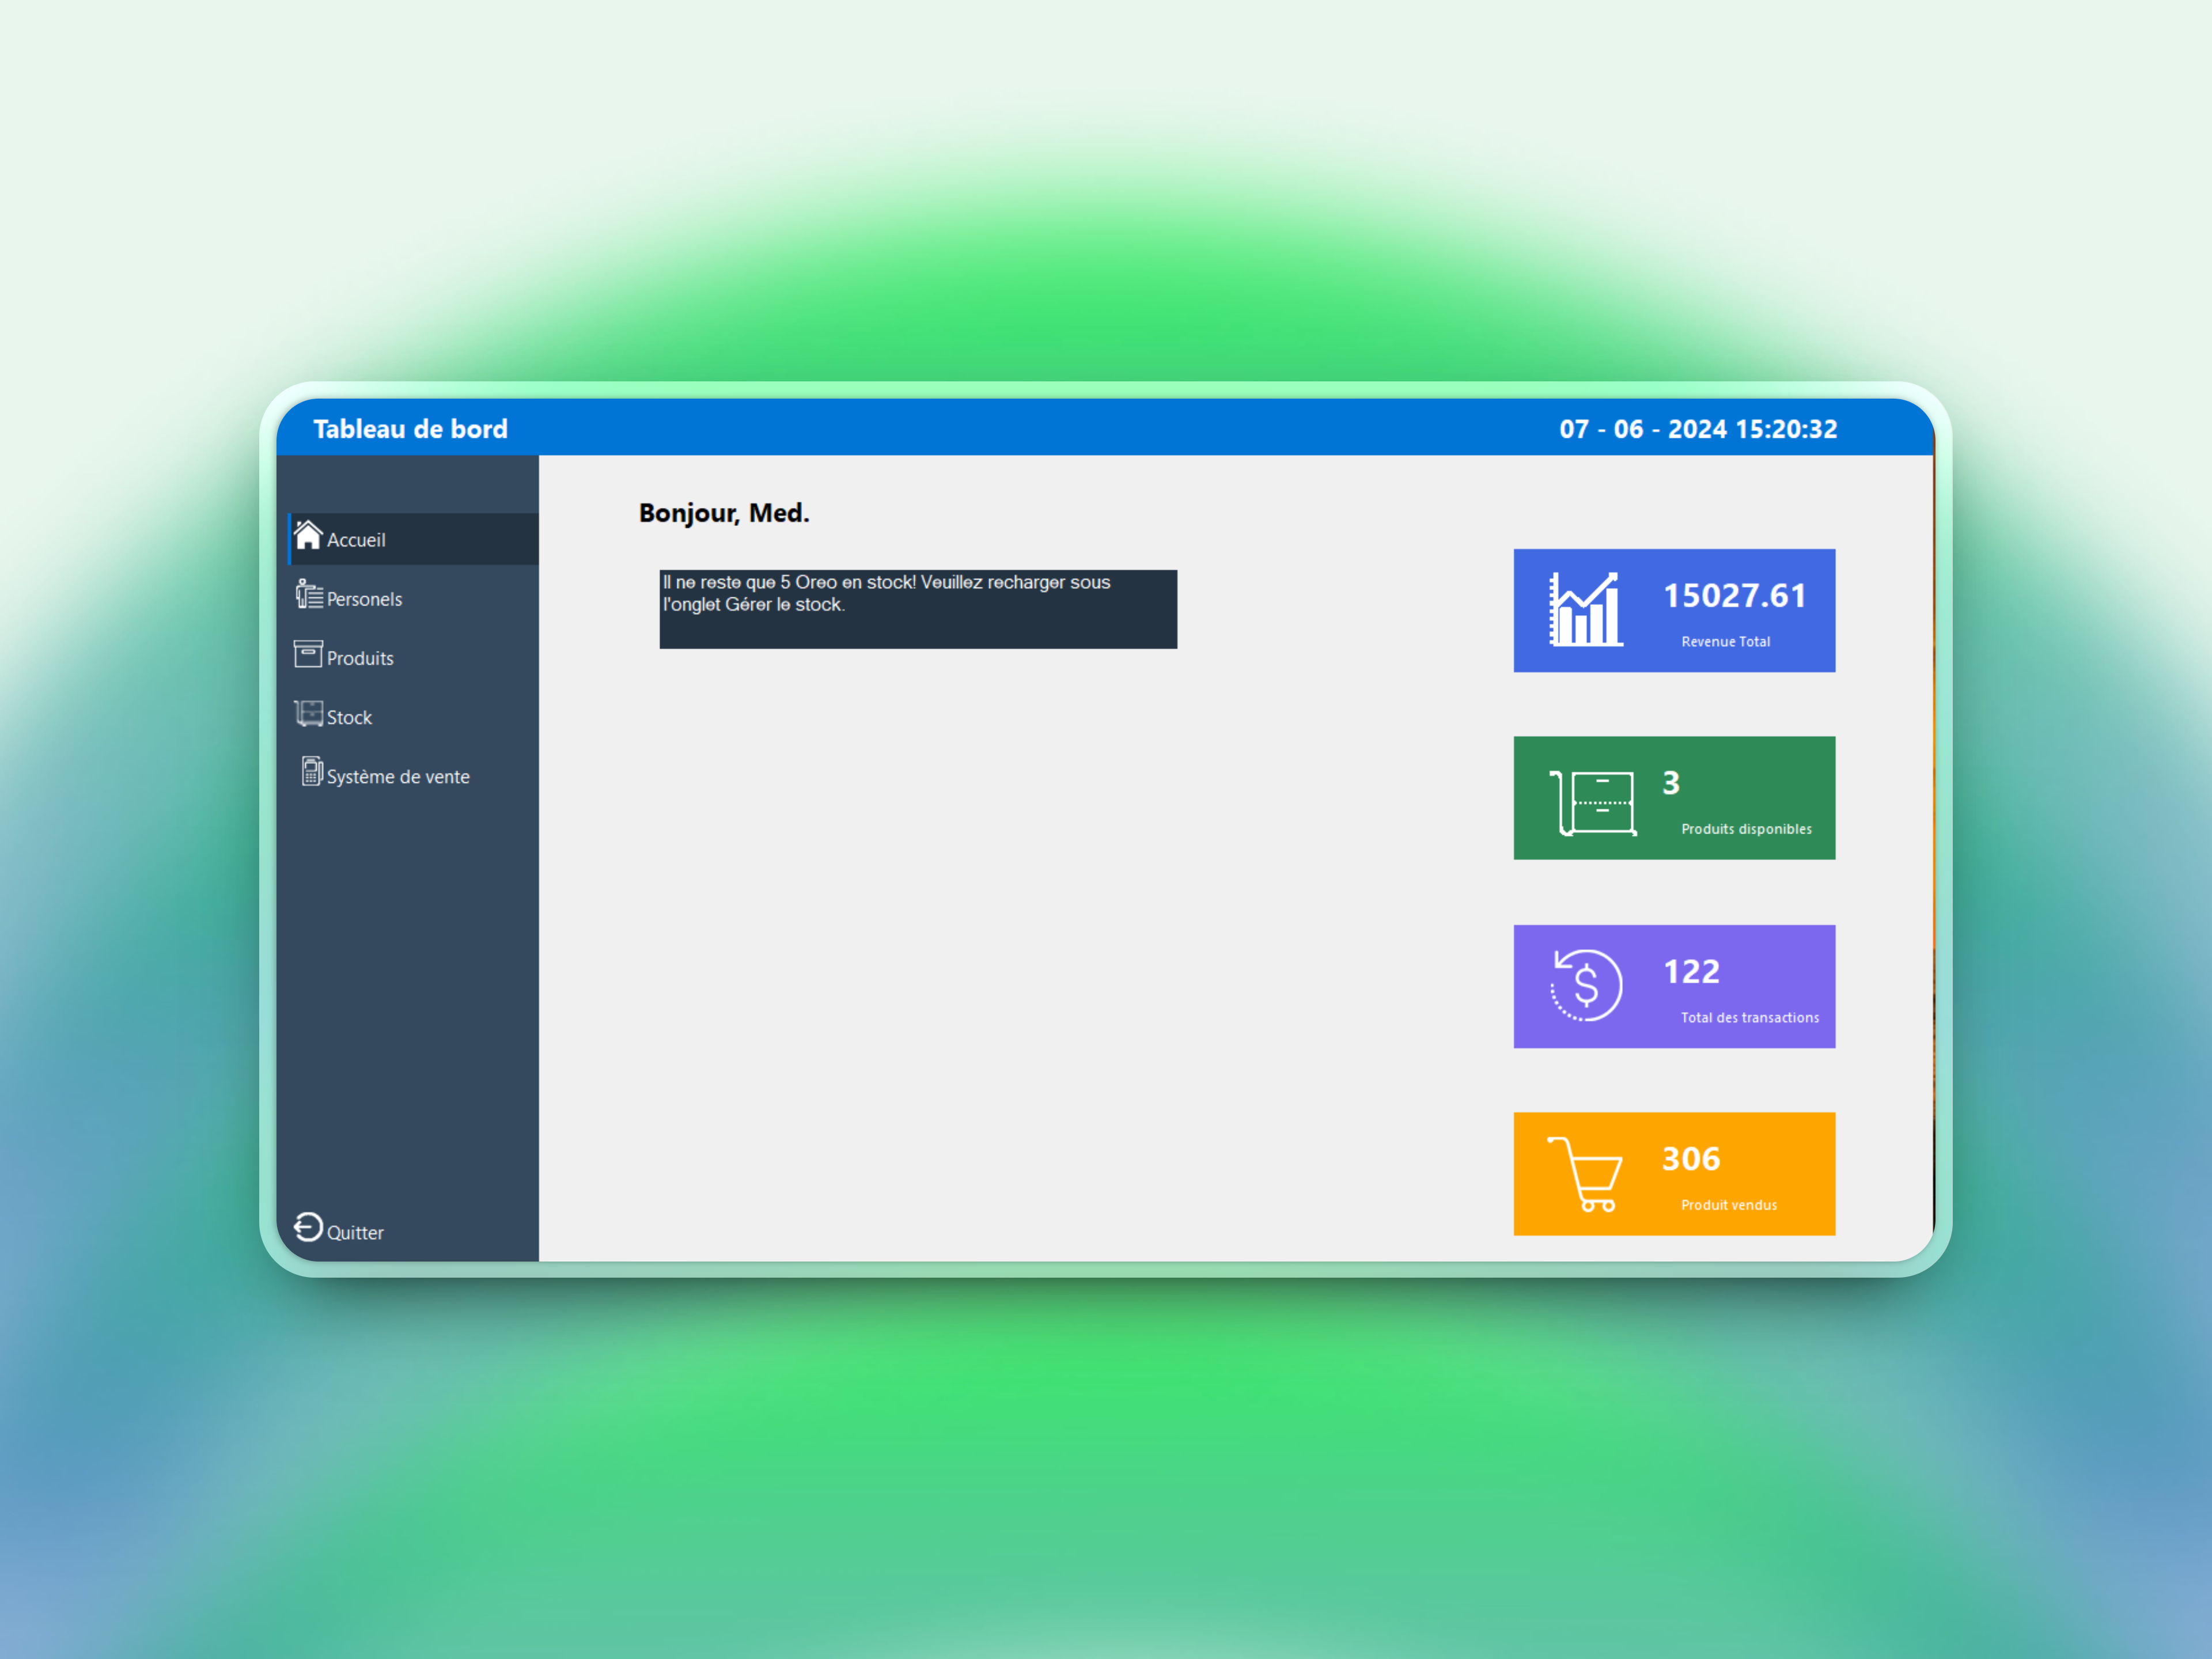 Tableau de bord
07 - 06 - 2024 15:20:32
Accueil
Personels
Produits
Stock
Système de vente
Quitter
Bonjour, Med.
Il ne reste que 5 Oreo en stock! Veuillez recharger sous
l'onglet Gérer le stock.
15027.61
Revenue Total
3
Produits disponibles
$
122
Total des transactions
306
Produit vendus